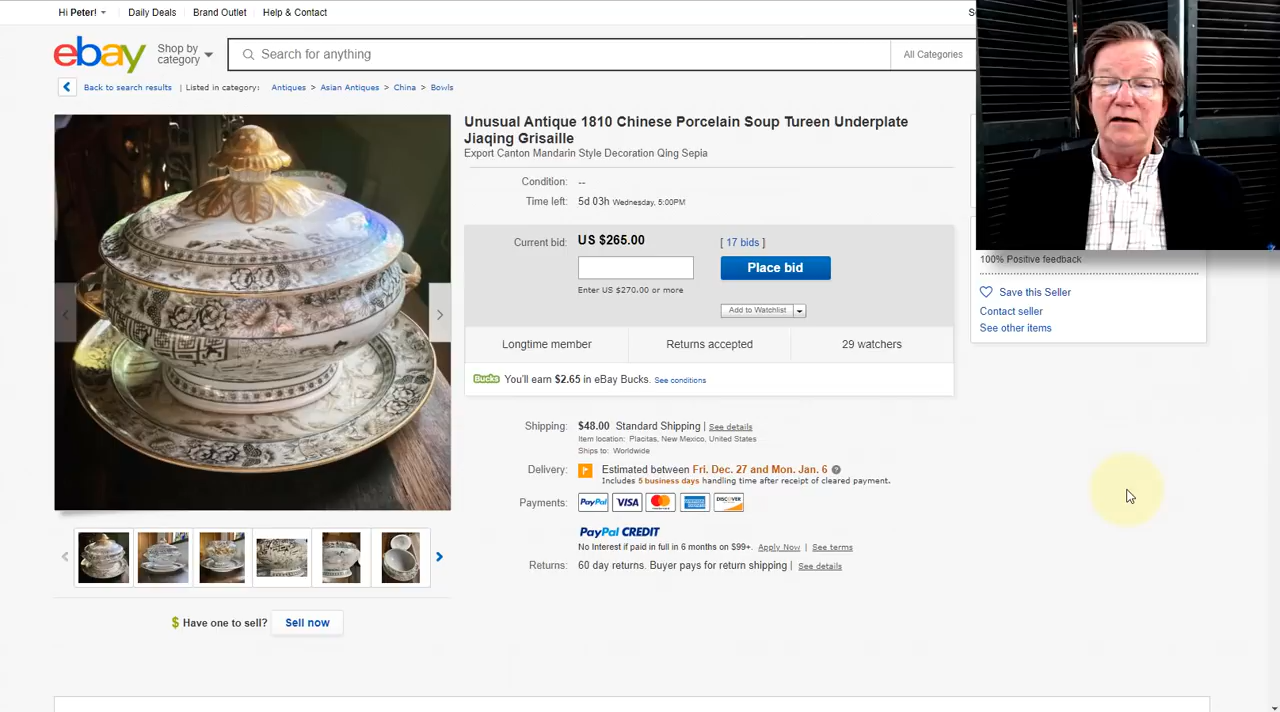 Hi Peter!
Daily Deals
Brand Outlet
Help & Contact
S
ebay
Shop by
category
Search for anything
All Categories
Back to search results
Listed in category:
Antiques > Asian Antiques > China > Bowls
Unusual Antique 1810 Chinese Porcelain Soup Tureen Underplate
Jiaqing Grisaille
Export Canton Mandarin Style Decoration Qing Sepia
Condition: --
Time left: 5d 03h Wednesday, 5:00PM
Current bid: US $265.00
[ 17 bids ]
Place bid
Enter US $270.00 or more
Add to Watchlist
Longtime member
Returns accepted
29 watchers
Bucks You'll earn $2.65 in eBay Bucks. See conditions
100% Positive feedback
Save this Seller
Contact seller
See other items
Shipping: $48.00 Standard Shipping | See details
Item location: Placitas, New Mexico, United States
Ships to: Worldwide
Delivery: Estimated between Fri. Dec. 27 and Mon. Jan. 6 ?
Includes 5 business days handling time after receipt of cleared payment.
Payments: PayPal VISA MasterCard AMEX DISCOVER
PayPal CREDIT
No Interest if paid in full in 6 months on $99+. Apply Now | See terms
Returns: 60 day returns. Buyer pays for return shipping | See details
$ Have one to sell?
Sell now